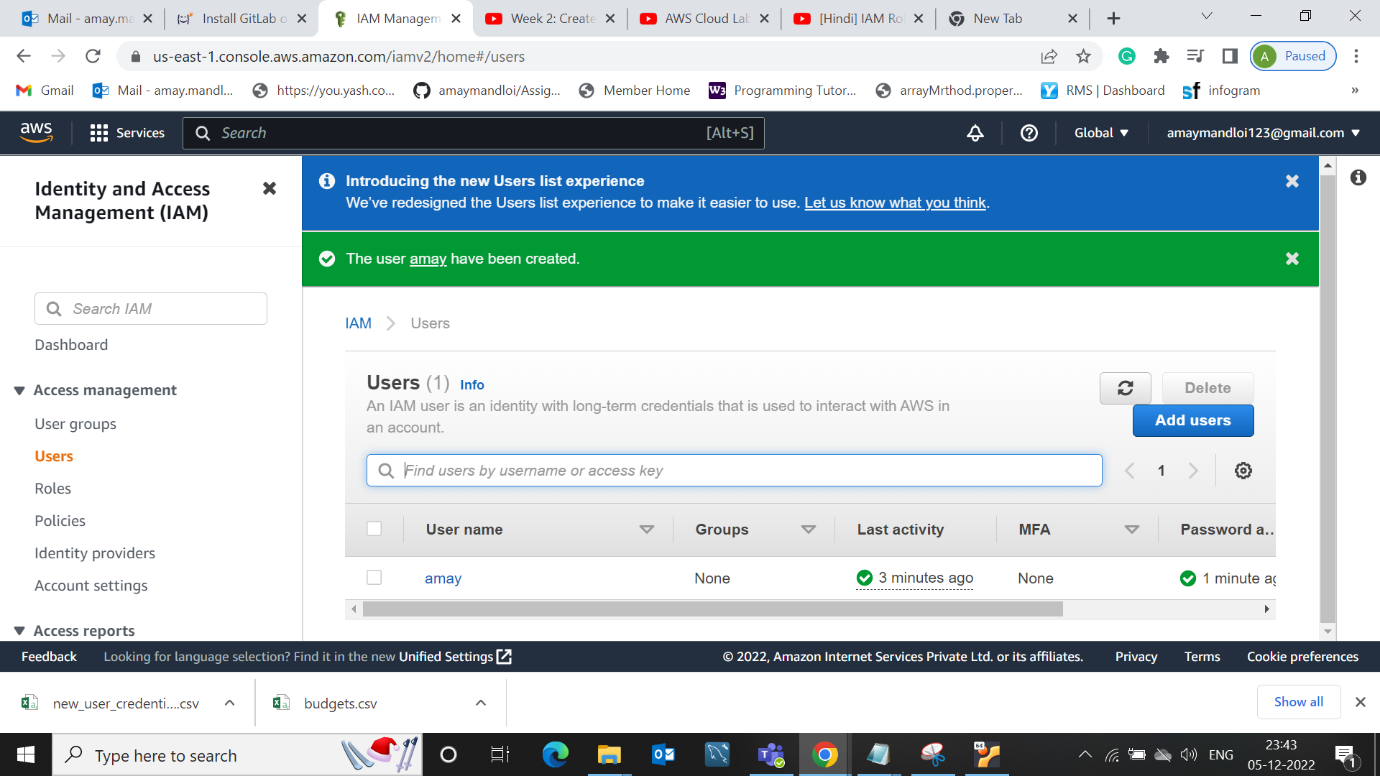 Mail - amay.ma
Install GitLab o
IAM Managem
Week 2: Create
AWS Cloud Lab
[Hindi] IAM Ro
New Tab
us-east-1.console.aws.amazon.com/iamv2/home#/users
A
Paused
Gmail
Mail - amay.mandl...
https://you.yash.co...
amaymandloi/Assig...
Member Home
W3
Programming Tutor...
arrayMrthod.proper...
RMS | Dashboard
sf
infogram
»
aws
Services
Search
[Alt+S]
Global
amaymandloi123@gmail.com
Identity and Access
Management (IAM)
Search IAM
Dashboard
Access management
User groups
Users
Roles
Policies
Identity providers
Account settings
Access reports
Introducing the new Users list experience
We've redesigned the Users list experience to make it easier to use. Let us know what you think.
The user amay have been created.
IAM > Users
Users (1) Info
An IAM user is an identity with long-term credentials that is used to interact with AWS in
an account.
Delete
Add users
Find users by username or access key
1
User name
Groups
Last activity
MFA
Password a...
amay
None
3 minutes ago
None
1 minute ag
Feedback
Looking for language selection? Find it in the new Unified Settings
© 2022, Amazon Internet Services Private Ltd. or its affiliates.
Privacy
Terms
Cookie preferences
new_user_credenti....csv
budgets.csv
Show all
Type here to search
64
ENG
23:43
05-12-2022
1